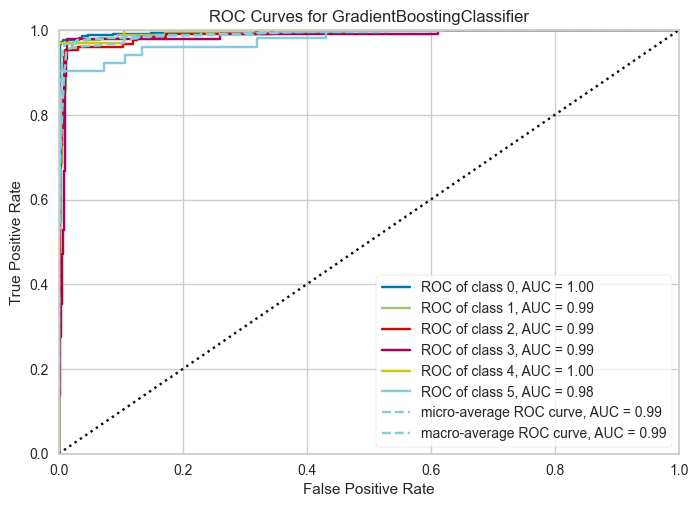 ROC Curves for GradientBoostingClassifier
True Positive Rate
1.0
0.8
0.6
0.4
0.2
0.0
ROC of class 0, AUC = 1.00
ROC of class 1, AUC = 0.99
ROC of class 2, AUC = 0.99
ROC of class 3, AUC = 0.99
ROC of class 4, AUC = 1.00
ROC of class 5, AUC = 0.98
micro-average ROC curve, AUC = 0.99
macro-average ROC curve, AUC = 0.99
0.0 0.2 0.4 0.6 0.8 1.0
False Positive Rate